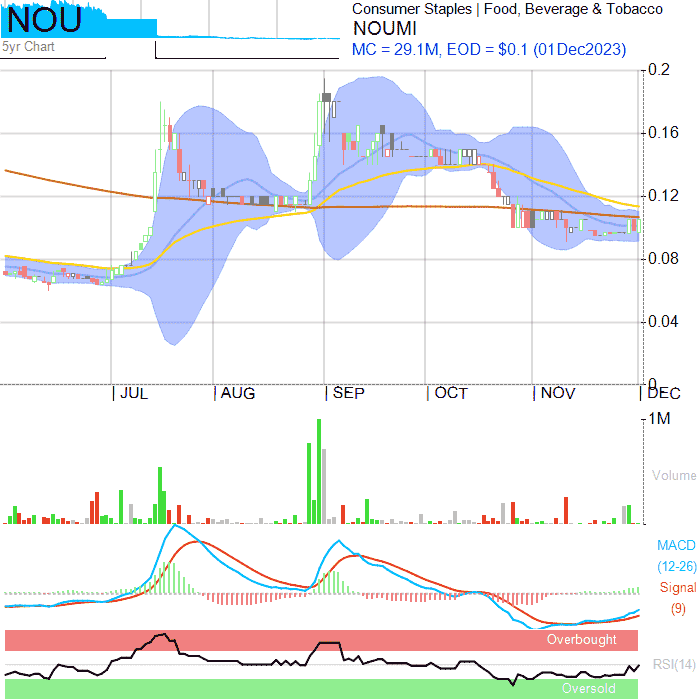 NOU
Consumer Staples | Food, Beverage & Tobacco
NOUMI
5yr Chart
MC = 29.1M, EOD = $0.1 (01Dec2023)
0.2
0.16
0.12
0.08
0.04
0
JUL AUG SEP OCT NOV DEC
1M
Volume
MACD
(12-26)
Signal
(9)
Overbought
RSI(14)
Oversold